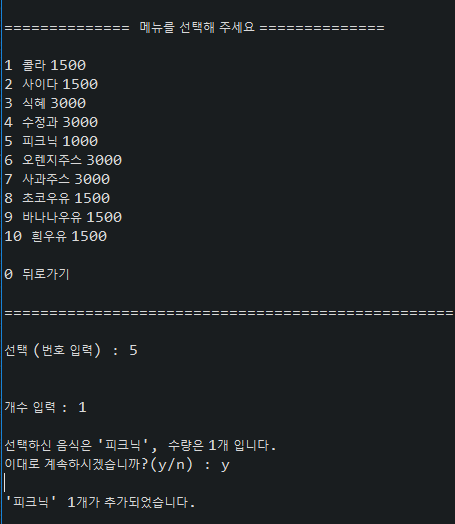 ============== 메뉴를 선택해 주세요 ==============
1 콜라 1500
2 사이다 1500
3 식혜 3000
4 수정과 3000
5 피크닉 1000
6 오렌지주스 3000
7 사과주스 3000
8 초코우유 1500
9 바나나우유 1500
10 흰우유 1500
0 뒤로가기
==================================================
선택 (번호 입력) : 5
개수 입력 : 1
선택하신 음식은 '피크닉', 수량은 1개 입니다.
이대로 계속하시겠습니까?(y/n) : y
'피크닉' 1개가 추가되었습니다.